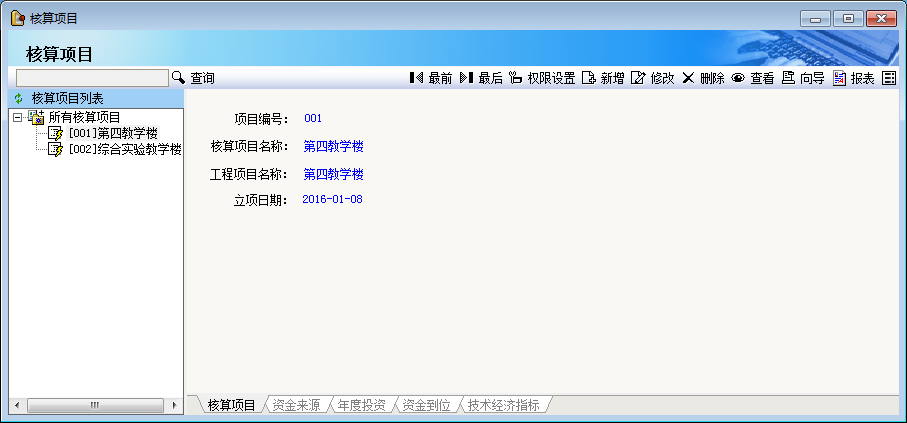 核算项目
核算项目
查询
最前 最后 权限设置 新增 修改 删除 查看 向导 报表
核算项目列表
所有核算项目
[001]第四教学楼
[002]综合实验教学楼
项目编号： 001
核算项目名称： 第四教学楼
工程项目名称： 第四教学楼
立项日期： 2016-01-08
核算项目 资金来源 年度投资 资金到位 技术经济指标